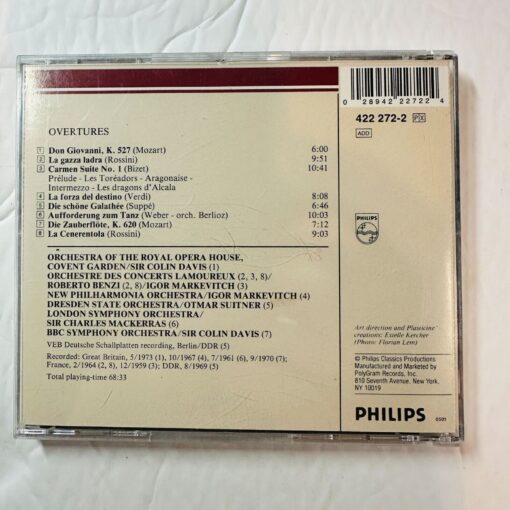 OVERTURES
1 Don Giovanni, K. 527 (Mozart) 6:00
2 La gazza ladra (Rossini) 9:51
3 Carmen Suite No. 1 (Bizet) 10:41
Prélude - Les Toréadors - Aragonaise -
Intermezzo - Les dragons d'Alcala
4 La forza del destino (Verdi) 8:08
5 Die schöne Galathée (Suppé) 6:46
6 Aufforderung zum Tanz (Weber - orch. Berlioz) 10:03
7 Die Zauberflöte, K. 620 (Mozart) 7:12
8 La Cenerentola (Rossini) 9:03
ORCHESTRA OF THE ROYAL OPERA HOUSE,
COVENT GARDEN/SIR COLIN DAVIS (1)
ORCHESTRE DES CONCERTS LAMOUREUX (2, 3, 8)/
ROBERTO BENZI (2, 8)/IGOR MARKEVITCH (3)
NEW PHILHARMONIA ORCHESTRA/IGOR MARKEVITCH (4)
DRESDEN STATE ORCHESTRA/OTMAR SUITNER (5)
LONDON SYMPHONY ORCHESTRA/
SIR CHARLES MACKERRAS (6)
BBC SYMPHONY ORCHESTRA/SIR COLIN DAVIS (7)
VEB Deutsche Schallplatten recording, Berlin/DDR (5)
Recorded: Great Britain, 5/1973 (1), 10/1967 (4), 7/1961 (6), 9/1970 (7);
France, 2/1964 (2, 8), 12/1959 (3); DDR, 8/1969 (5)
Total playing-time 68:33
0 28942 22722 4
422 272-2 PX
ADD
PHILIPS
Art direction and Plasticine
creations: Estelle Kercher
(Photo: Florian Lem)
℗ Philips Classics Productions
Manufactured and Marketed by
PolyGram Records, Inc.
810 Seventh Avenue, New York,
NY 10019
PHILIPS